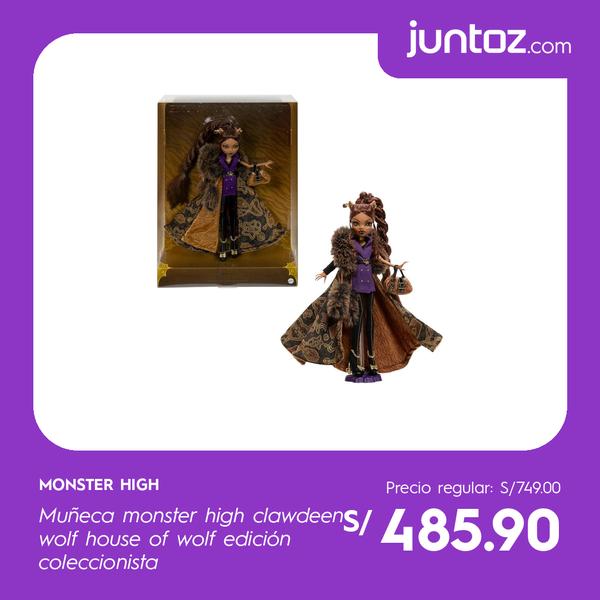 juntoz.com
MONSTER HIGH
Precio regular: S/749.00
Muñeca monster high clawdeen
wolf house of wolf edición
coleccionista
S/ 485.90